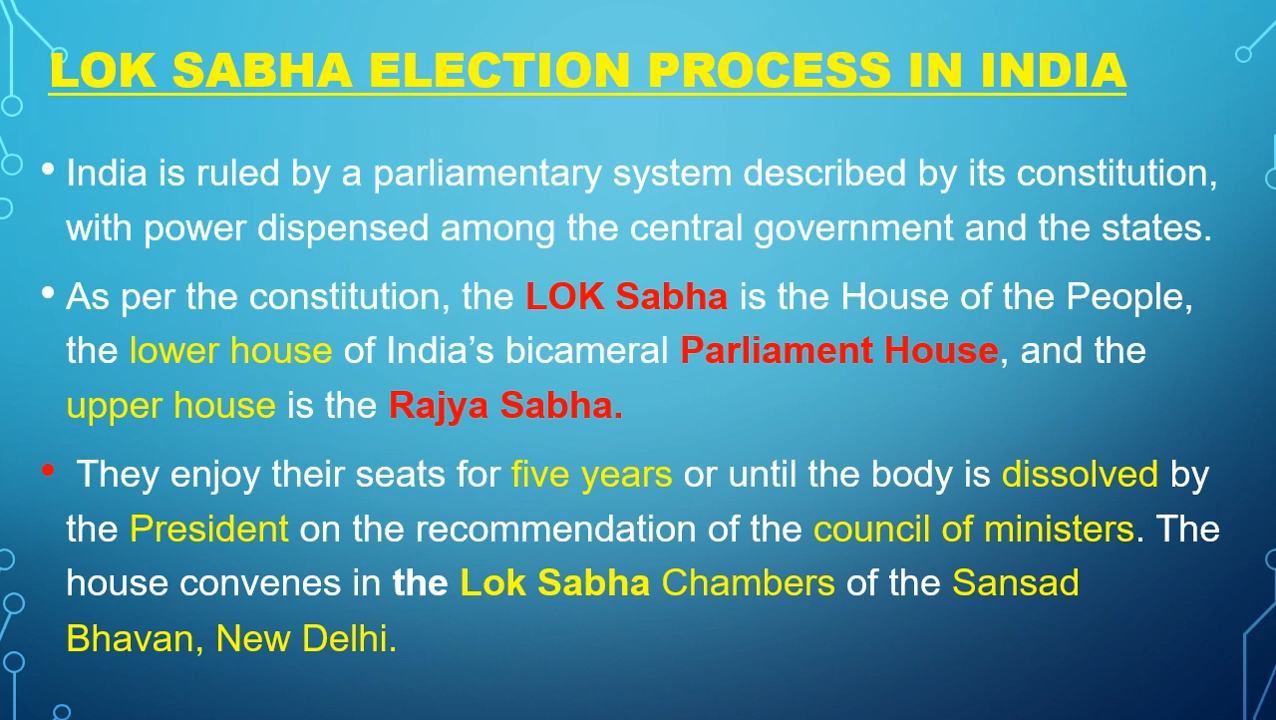 LOK SABHA ELECTION PROCESS IN INDIA
• India is ruled by a parliamentary system described by its constitution,
with power dispensed among the central government and the states.
• As per the constitution, the LOK Sabha is the House of the People,
the lower house of India’s bicameral Parliament House, and the
upper house is the Rajya Sabha.
• They enjoy their seats for five years or until the body is dissolved by
the President on the recommendation of the council of ministers. The
house convenes in the Lok Sabha Chambers of the Sansad
Bhavan, New Delhi.